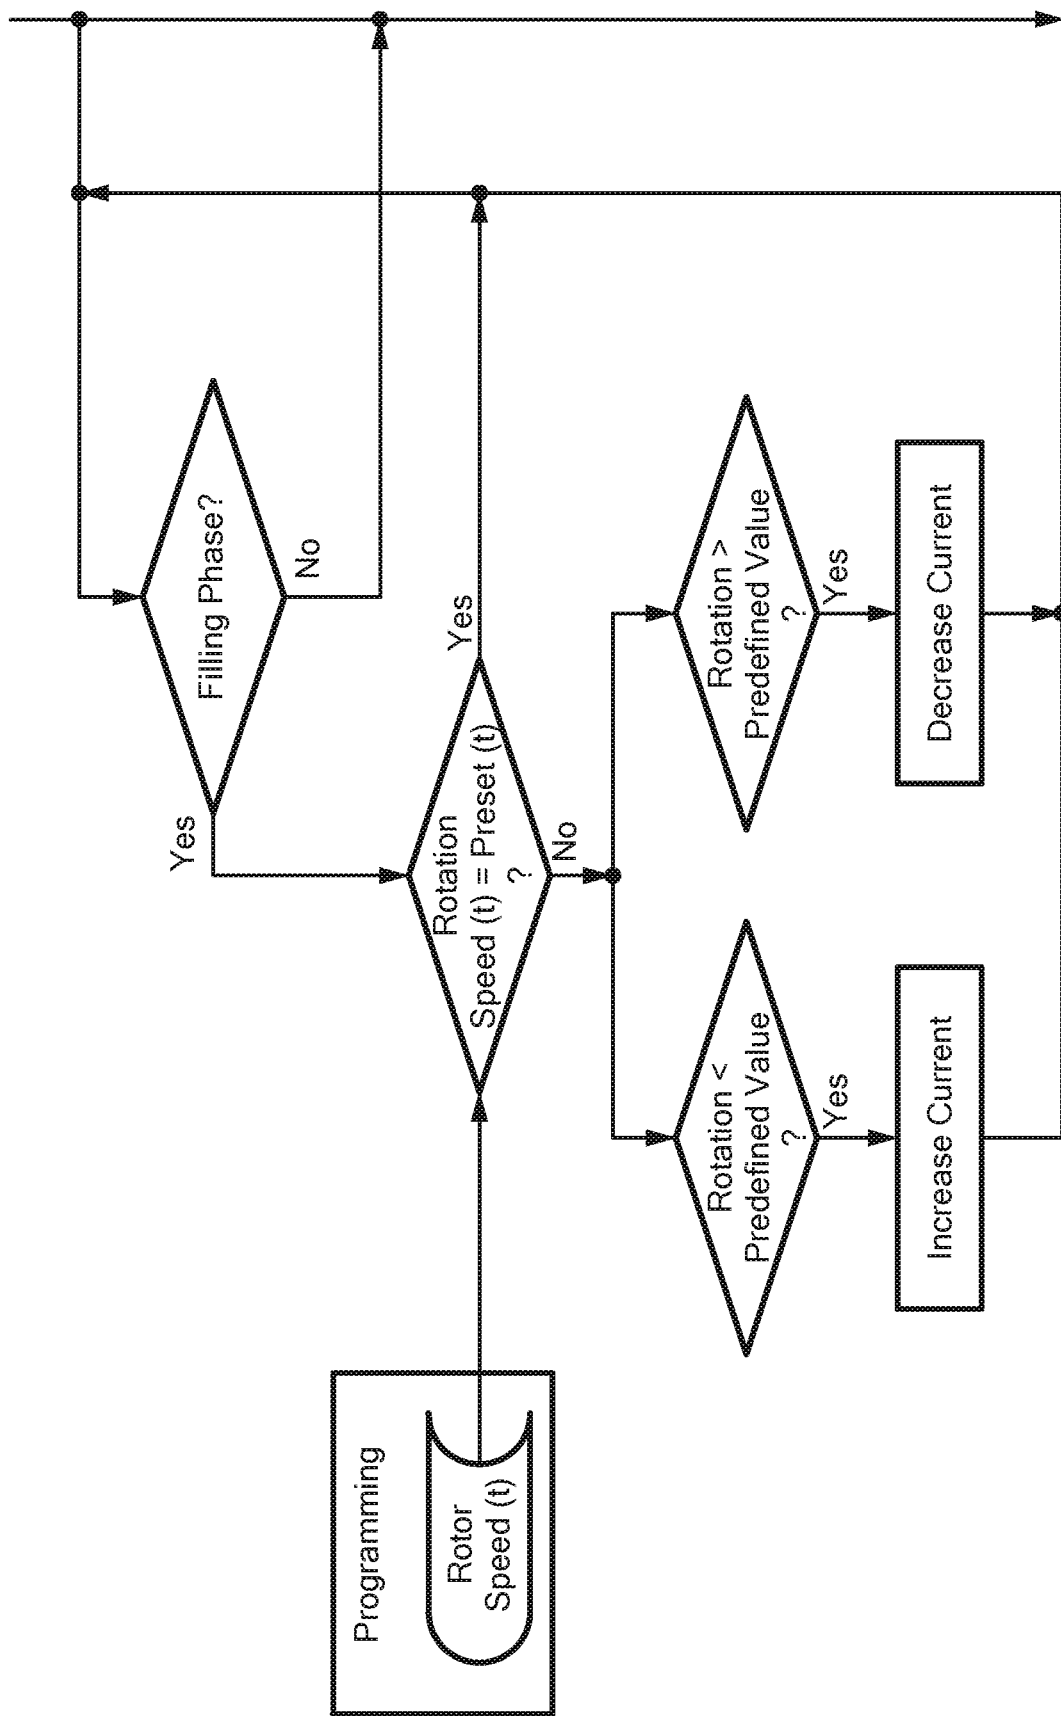 Filling Phase?
Yes
No
Programming
Rotor
Speed (t)
Rotation
Speed (t) = Preset (t)
?
Yes
No
Rotation <
Predefined Value
?
Yes
Rotation >
Predefined Value
?
Yes
Increase Current
Decrease Current